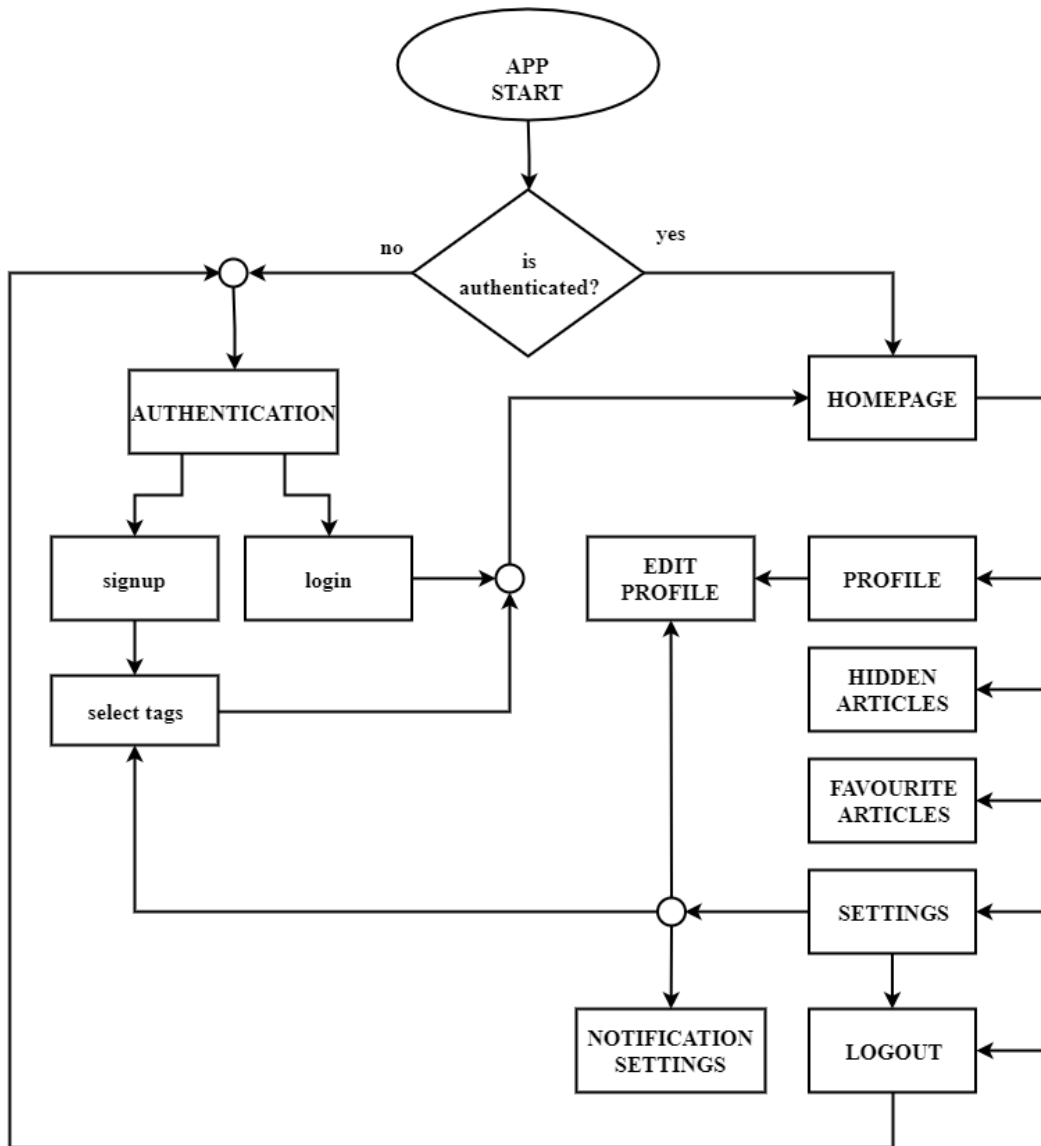 APP
START
no
yes
is
authenticated?
AUTHENTICATION
HOMEPAGE
signup
login
EDIT
PROFILE
PROFILE
select tags
HIDDEN
ARTICLES
FAVOURITE
ARTICLES
SETTINGS
NOTIFICATION
SETTINGS
LOGOUT